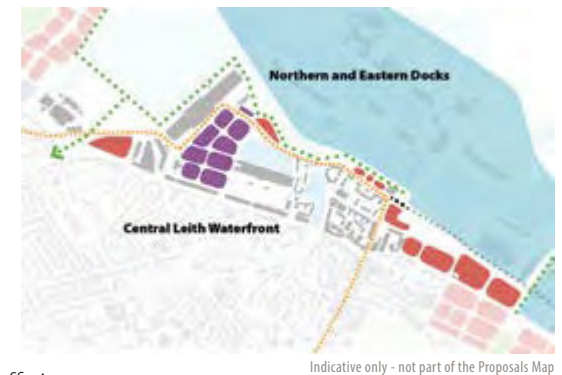 Northern and Eastern Docks
Central Leith Waterfront
Indicative only - not part of the Proposals Map